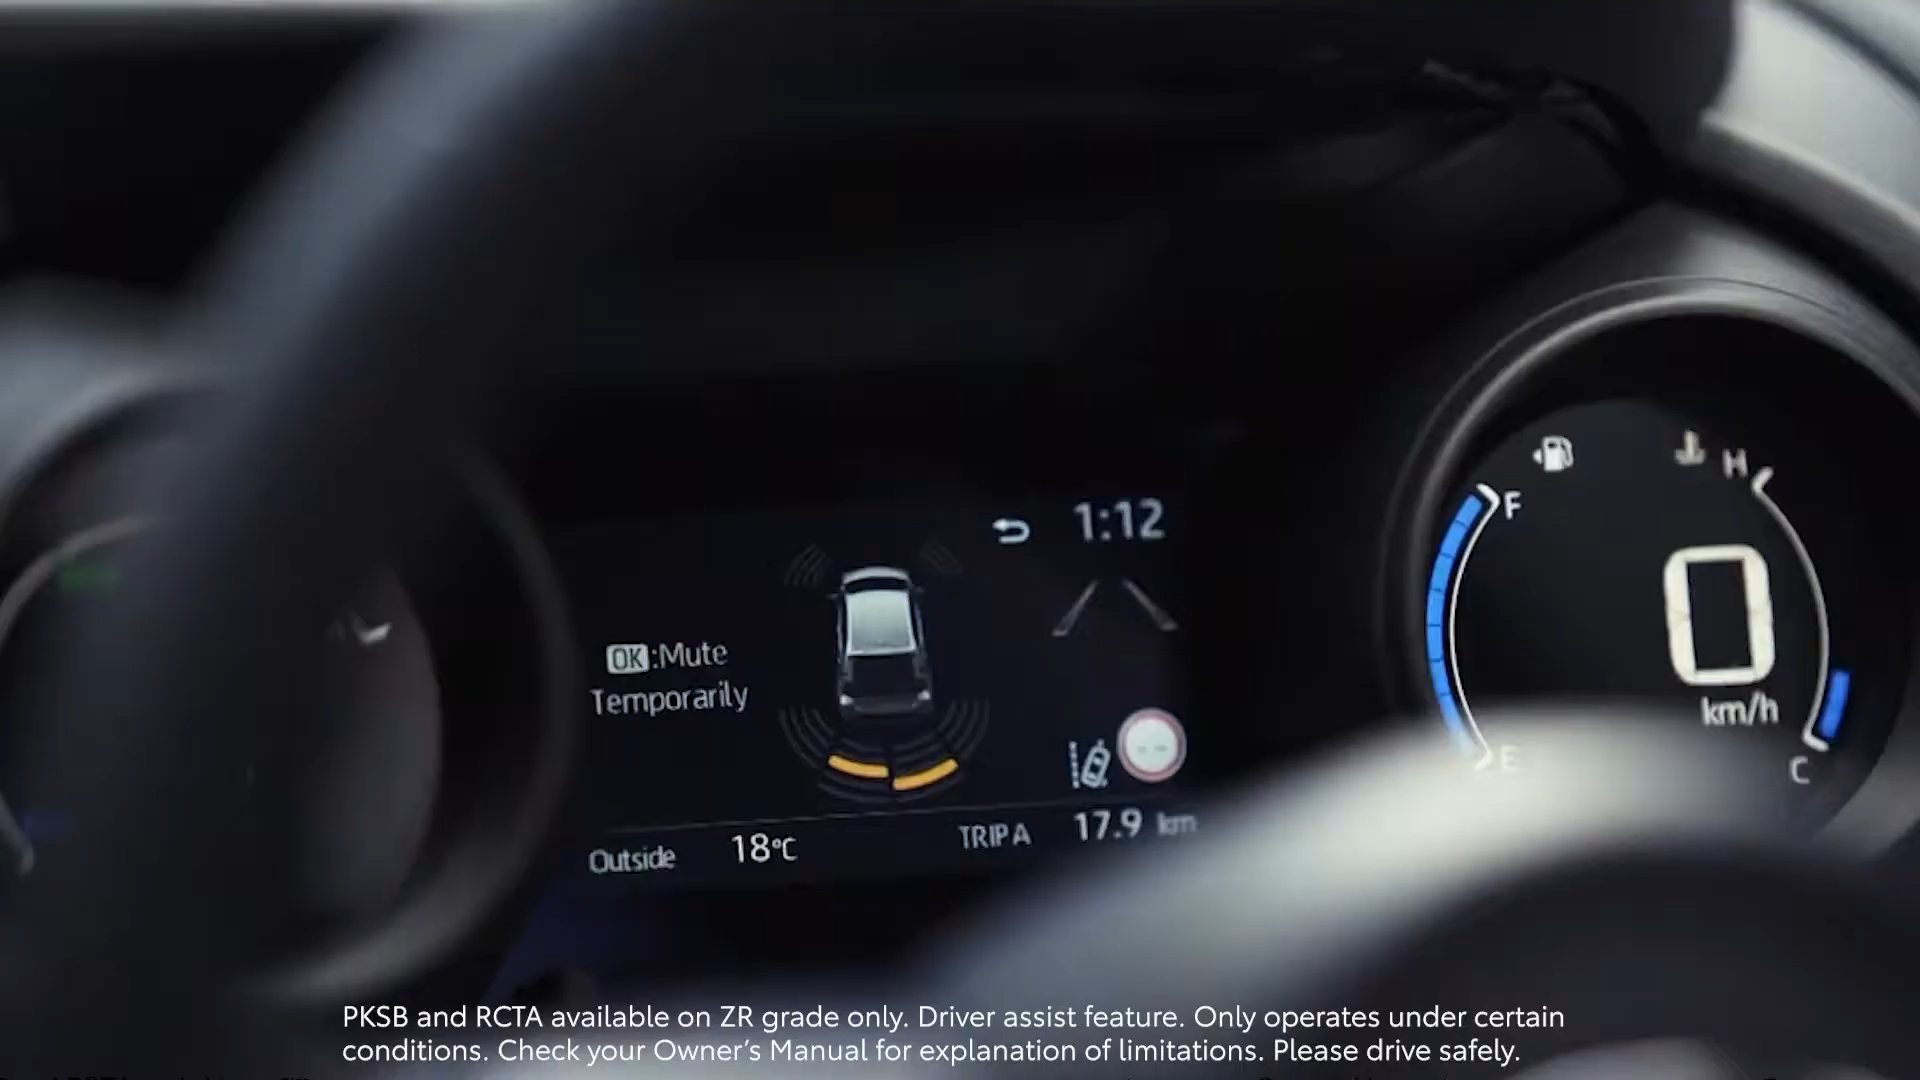 1:12
OK:Mute
Temporarily
Outside 18°C
TRIP A 17.9 km
F
E
H
C
0
km/h
PKSB and RCTA available on ZR grade only. Driver assist feature. Only operates under certain
conditions. Check your Owner's Manual for explanation of limitations. Please drive safely.